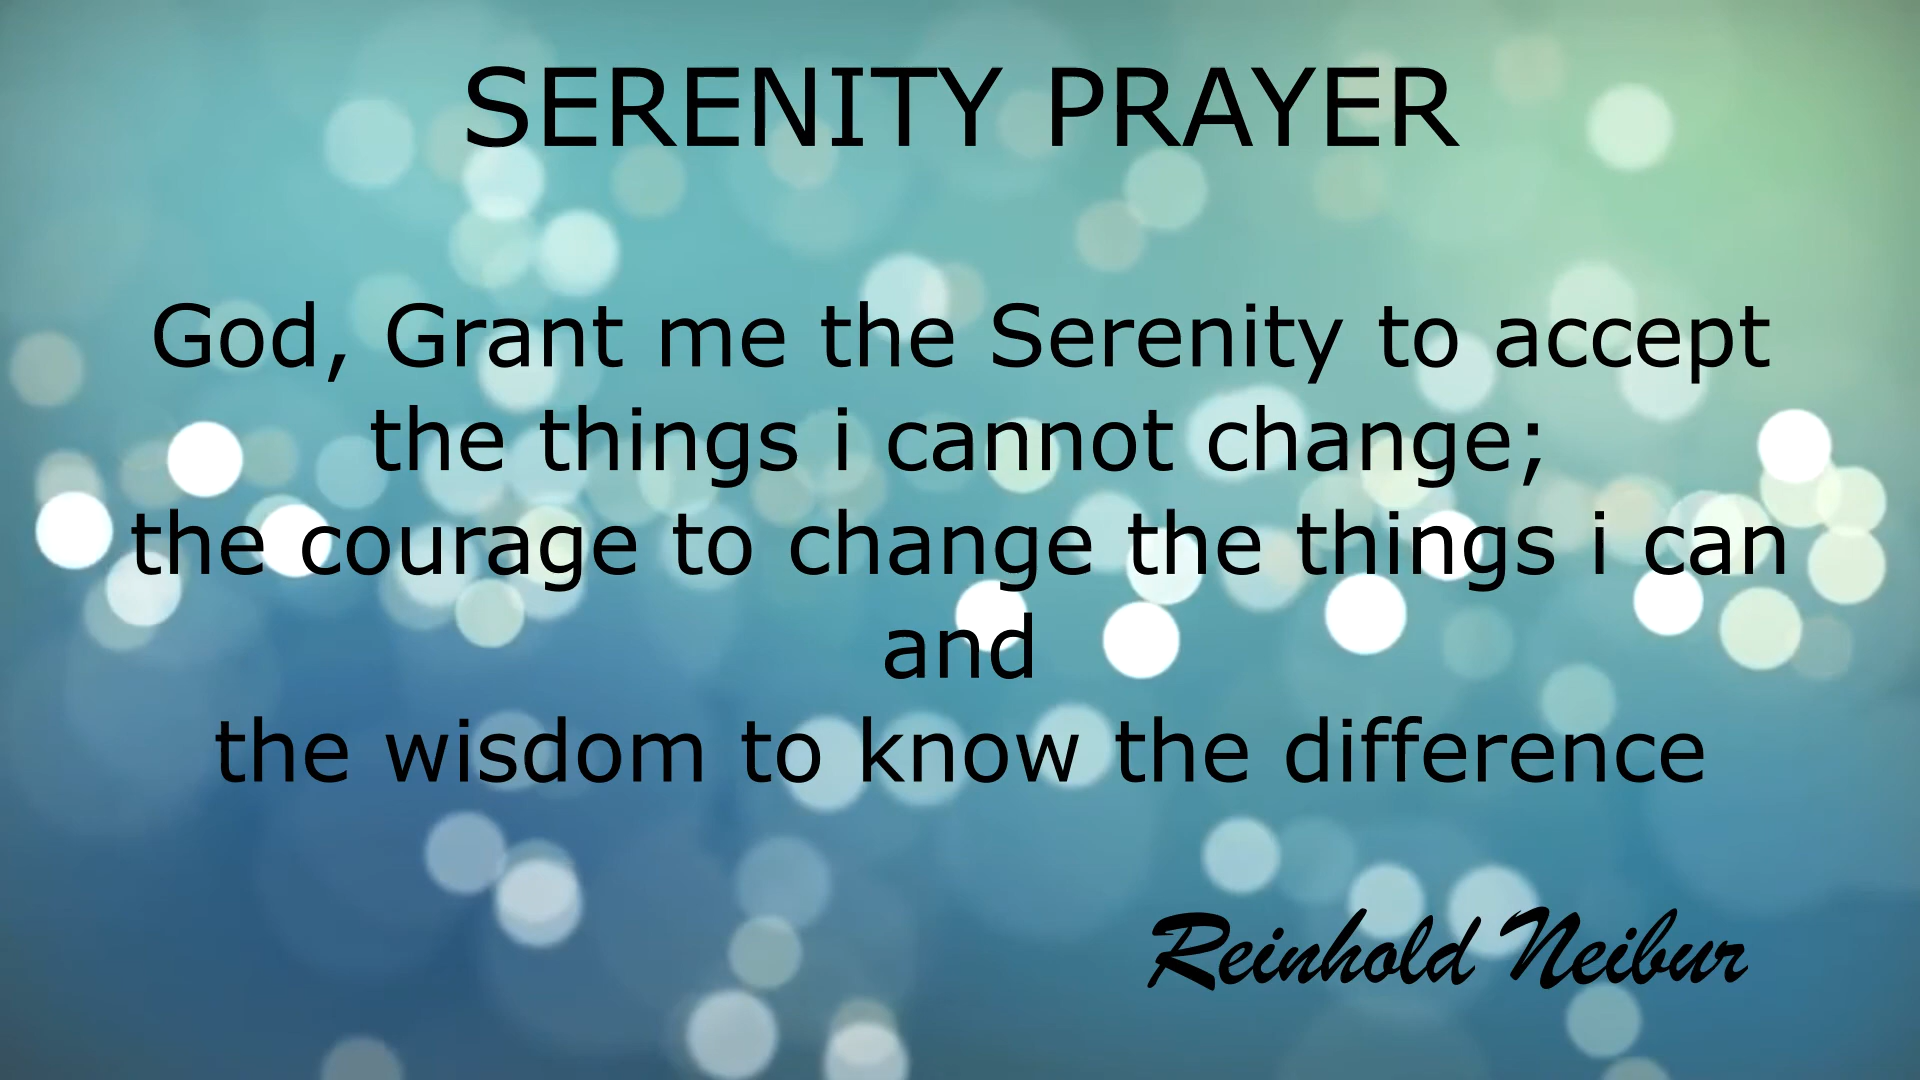 SERENITY PRAYER
God, Grant me the Serenity to accept
the things i cannot change;
the courage to change the things i can
and
the wisdom to know the difference
Reinhold Neibur